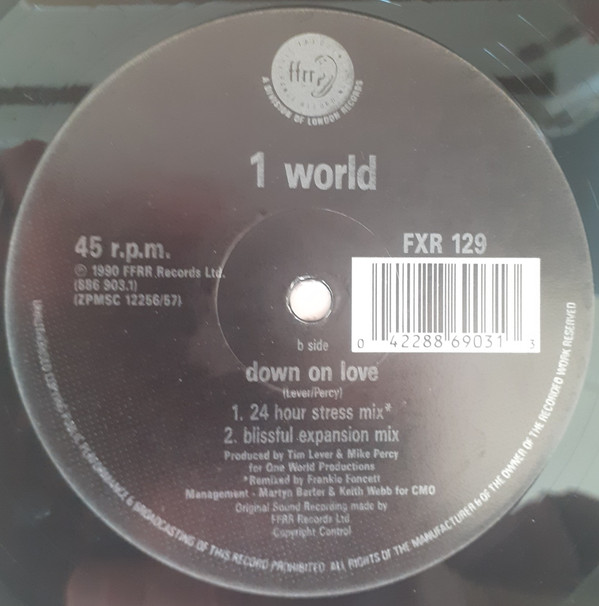 ffrr
A DIVISION OF LONDON RECORDS
1 world
45 r.p.m.
FXR 129
℗ 1990 FFRR Records Ltd.
(886 903.1)
(ZPMSC 12256/57)
0 42288 69031 3
b side
down on love
(Lever/Percy)
1. 24 hour stress mix*
2. blissful expansion mix
Produced by Tim Lever & Mike Percy
for One World Productions
*Remixed by Frankie Foncett
Management - Martyn Barter & Keith Webb for CMO
Original Sound Recording made by
FFRR Records Ltd
Copyright Control
UNAUTHORISED COPYING PUBLIC PERFORMANCE & BROADCASTING OF THIS RECORD PROHIBITED ALL RIGHTS OF THE MANUFACTURER & OF THE OWNER OF THE RECORDED WORK RESERVED